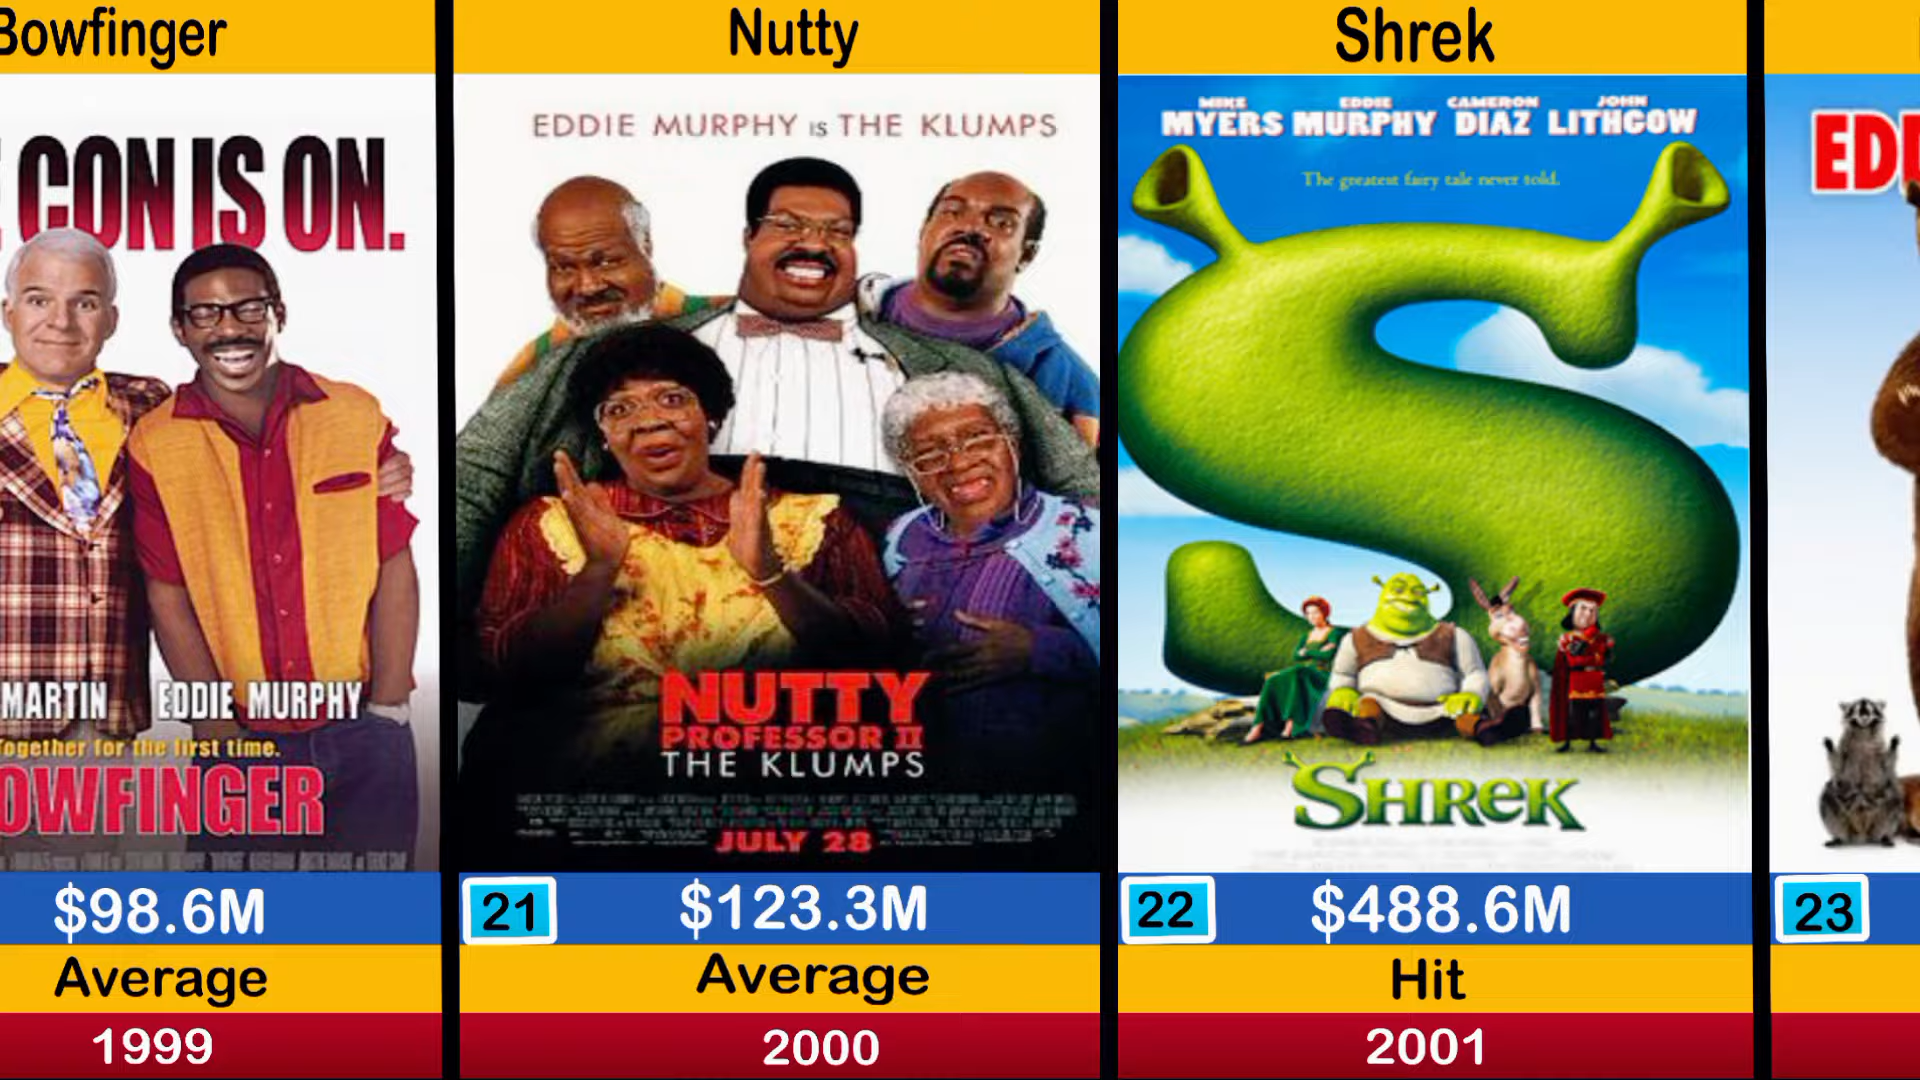 Bowfinger
CON IS ON.
MARTIN EDDIE MURPHY
Together for the first time.
OWFINGER
$98.6M
Average
1999
Nutty
EDDIE MURPHY IS THE KLUMPS
NUTTY
PROFESSOR II
THE KLUMPS
JULY 28
21
$123.3M
Average
2000
Shrek
MIKE EDDIE CAMERON JOHN
MYERS MURPHY DIAZ LITHGOW
The greatest fairy tale never told.
SHREK
22
$488.6M
Hit
2001
EDD
23